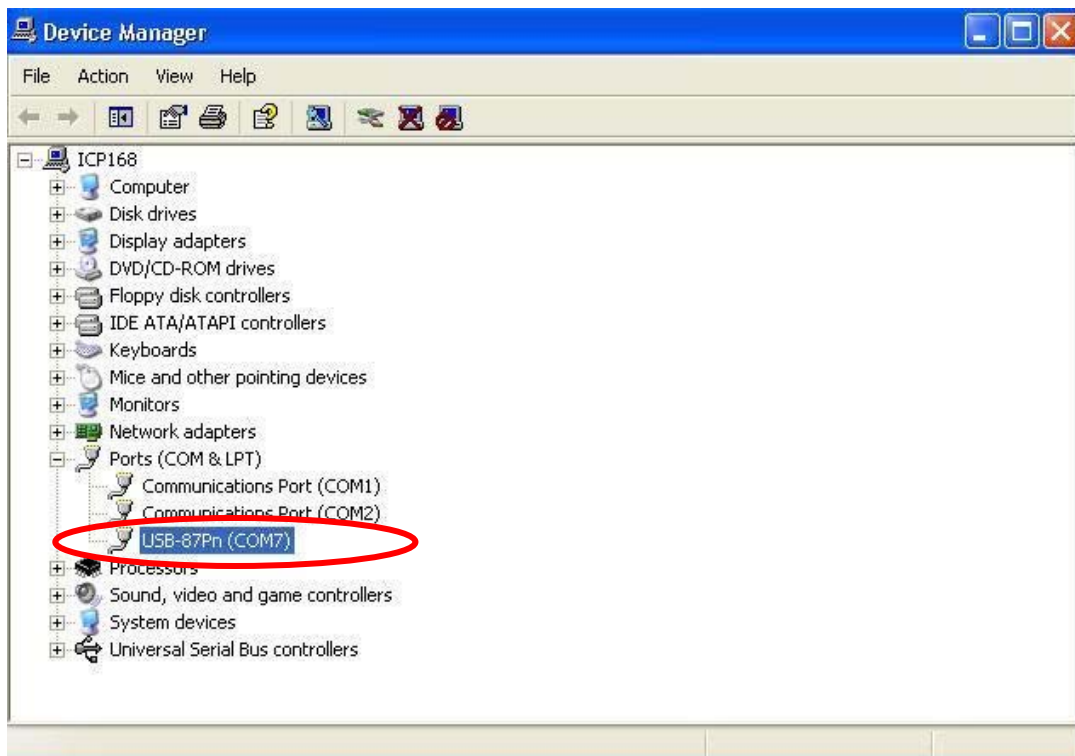 Device Manager
File Action View Help
ICP168
Computer
Disk drives
Display adapters
DVD/CD-ROM drives
Floppy disk controllers
IDE ATA/ATAPI controllers
Keyboards
Mice and other pointing devices
Monitors
Network adapters
Ports (COM & LPT)
Communications Port (COM1)
Communications Port (COM2)
USB-87Pn (COM7)
Processors
Sound, video and game controllers
System devices
Universal Serial Bus controllers